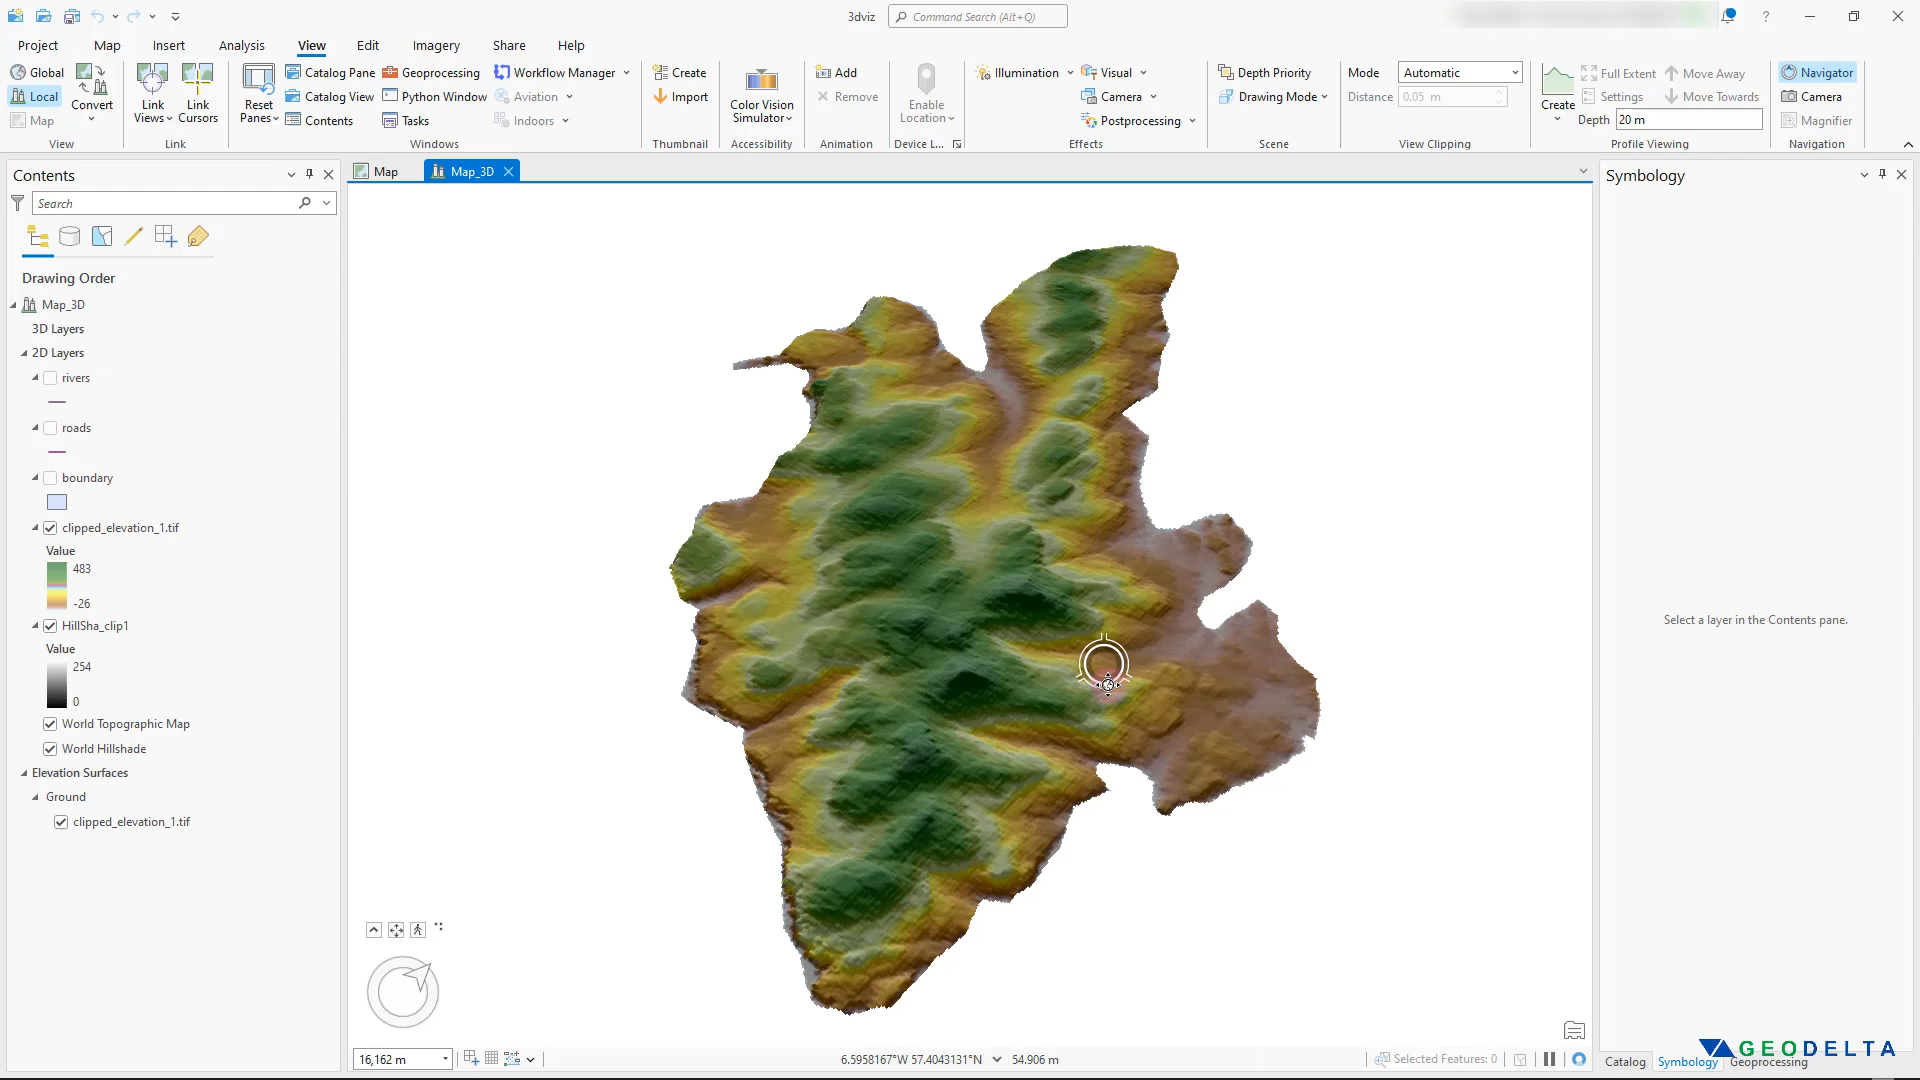 3dviz
Command Search (Alt+Q)
Project Map Insert Analysis View Edit Imagery Share Help
Global
Local
Map
Convert
View
Link Views
Link Cursors
Link
Reset Panes
Catalog Pane
Catalog View
Contents
Geoprocessing
Python Window
Tasks
Workflow Manager
Aviation
Indoors
Windows
Create
Import
Thumbnail
Color Vision Simulator
Accessibility
Add
Remove
Animation
Enable Location
Device L...
Illumination
Visual
Camera
Postprocessing
Effects
Depth Priority
Drawing Mode
Scene
Mode Automatic
Distance 0.05 m
View Clipping
Create
Full Extent
Settings
Depth 20 m
Move Away
Move Towards
Profile Viewing
Navigator
Camera
Magnifier
Navigation
Contents
Search
Drawing Order
Map_3D
3D Layers
2D Layers
rivers
roads
boundary
clipped_elevation_1.tif
Value
483
-26
HillSha_clip1
Value
254
0
World Topographic Map
World Hillshade
Elevation Surfaces
Ground
clipped_elevation_1.tif
Map
Map_3D
16,162 m
6.5958167°W 57.4043131°N
54.906 m
Selected Features: 0
Symbology
Select a layer in the Contents pane.
GEODELTA
Catalog Symbology Geoprocessing